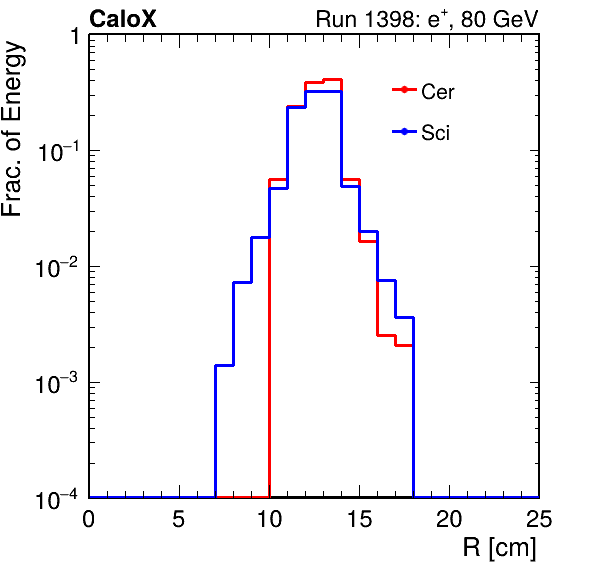 CaloX Run 1398: e⁺, 80 GeV
Frac. of Energy
1
10⁻¹
10⁻²
10⁻³
10⁻⁴
Cer
Sci
0 5 10 15 20 25
R [cm]